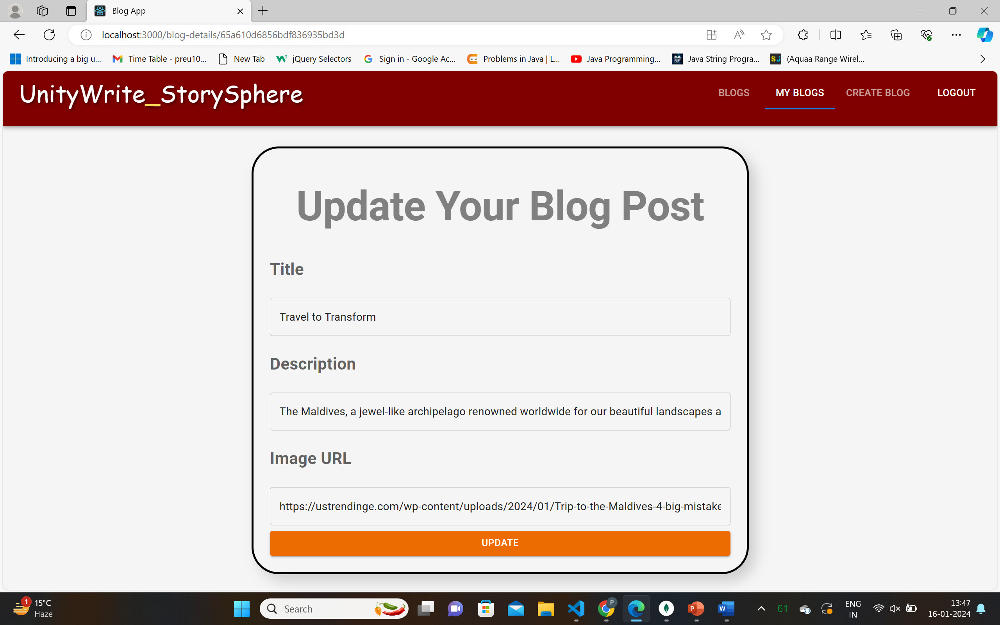 Blog App
localhost:3000/blog-details/65a610d6856bdf836935bd3d
Introducing a big u...
Time Table - preu10...
New Tab
jQuery Selectors
Sign in - Google Ac...
Problems in Java | L...
Java Programming...
Java String Progra...
(Aquaa Range Wirel...
UnityWrite_StorySphere
BLOGS
MY BLOGS
CREATE BLOG
LOGOUT
Update Your Blog Post
Title
Travel to Transform
Description
The Maldives, a jewel-like archipelago renowned worldwide for our beautiful landscapes a
Image URL
https://ustrendinge.com/wp-content/uploads/2024/01/Trip-to-the-Maldives-4-big-mistake
UPDATE
1
15°C
Haze
Search
P
61
ENG
IN
13:47
16-01-2024